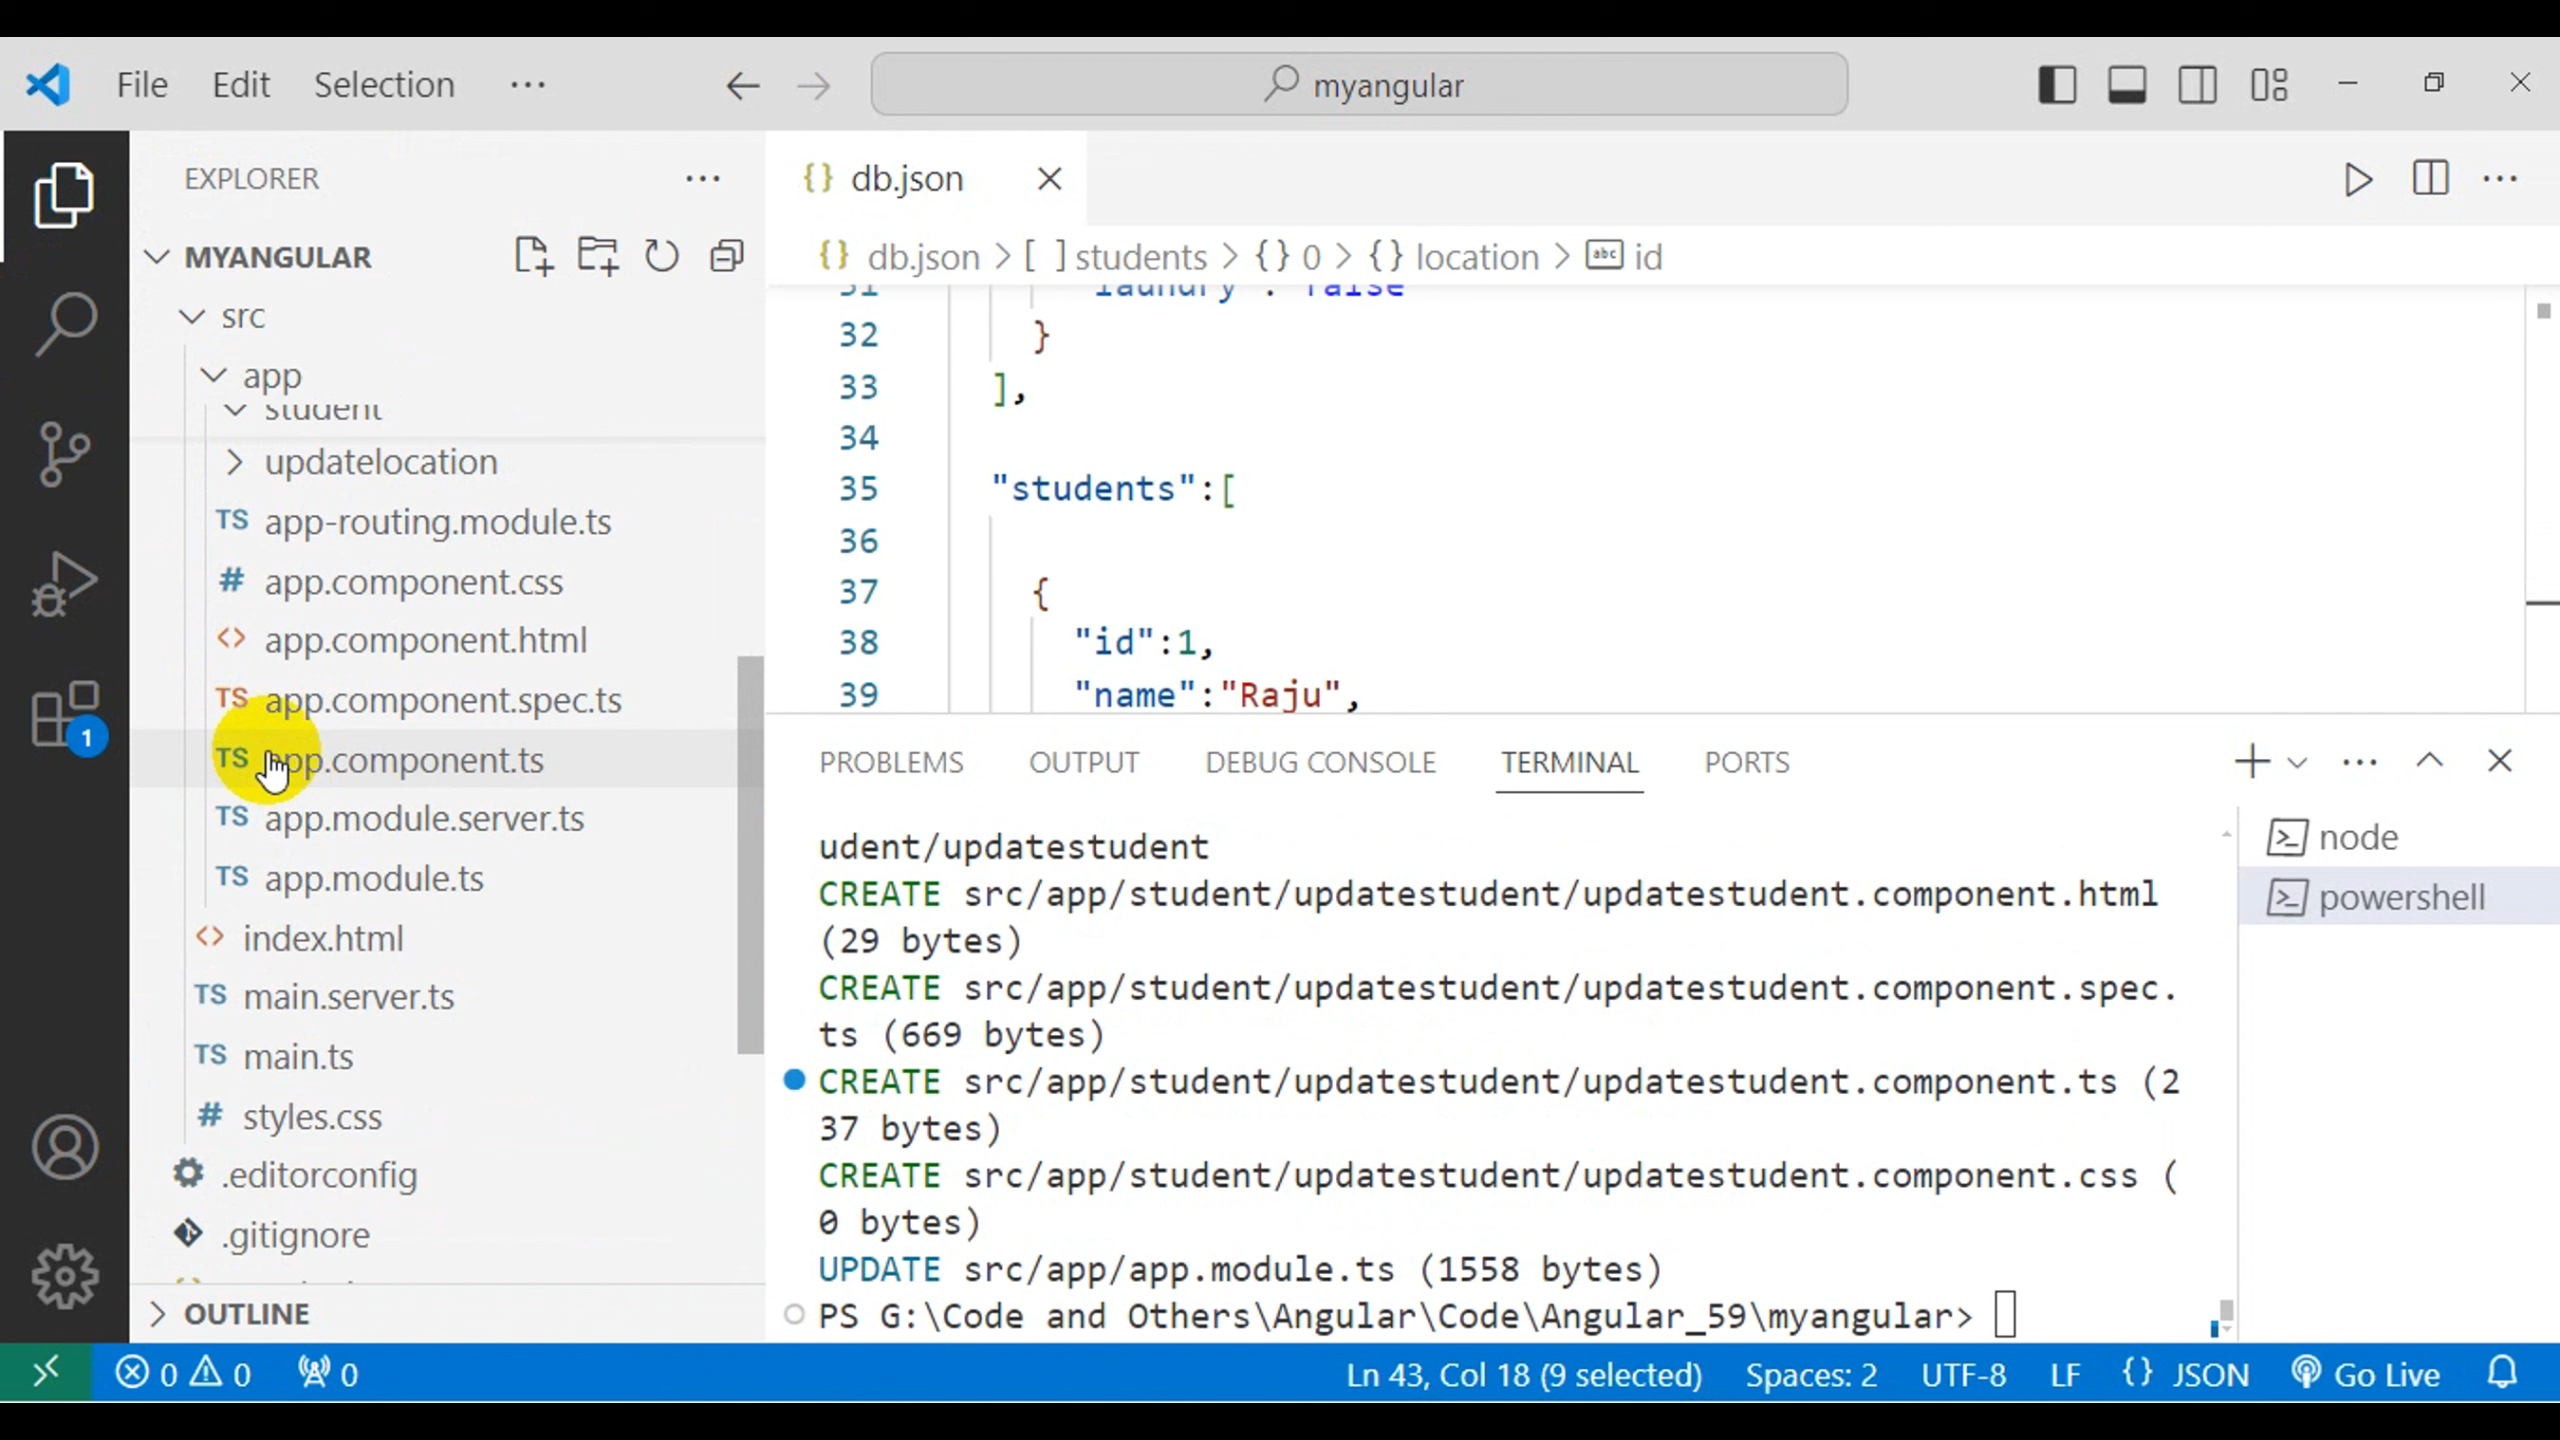 File Edit Selection ···
myangular
EXPLORER ···
MYANGULAR
src
app
student
updatelocation
TS app-routing.module.ts
# app.component.css
<> app.component.html
TS app.component.spec.ts
TS app.component.ts
TS app.module.server.ts
TS app.module.ts
<> index.html
TS main.server.ts
TS main.ts
# styles.css
.editorconfig
.gitignore
OUTLINE
1
{} db.json
{} db.json > [ ] students > {} 0 > {} location > abc id
31 "laundry": false
32 }
33 ],
34
35 "students":[
36
37 {
38 "id":1,
39 "name":"Raju",
PROBLEMS OUTPUT DEBUG CONSOLE TERMINAL PORTS
udent/updatestudent
CREATE src/app/student/updatestudent/updatestudent.component.html
(29 bytes)
CREATE src/app/student/updatestudent/updatestudent.component.spec.
ts (669 bytes)
CREATE src/app/student/updatestudent/updatestudent.component.ts (2
37 bytes)
CREATE src/app/student/updatestudent/updatestudent.component.css (
0 bytes)
UPDATE src/app/app.module.ts (1558 bytes)
PS G:\Code and Others\Angular\Code\Angular_59\myangular>
node
powershell
0 0 0
Ln 43, Col 18 (9 selected) Spaces: 2 UTF-8 LF {} JSON Go Live